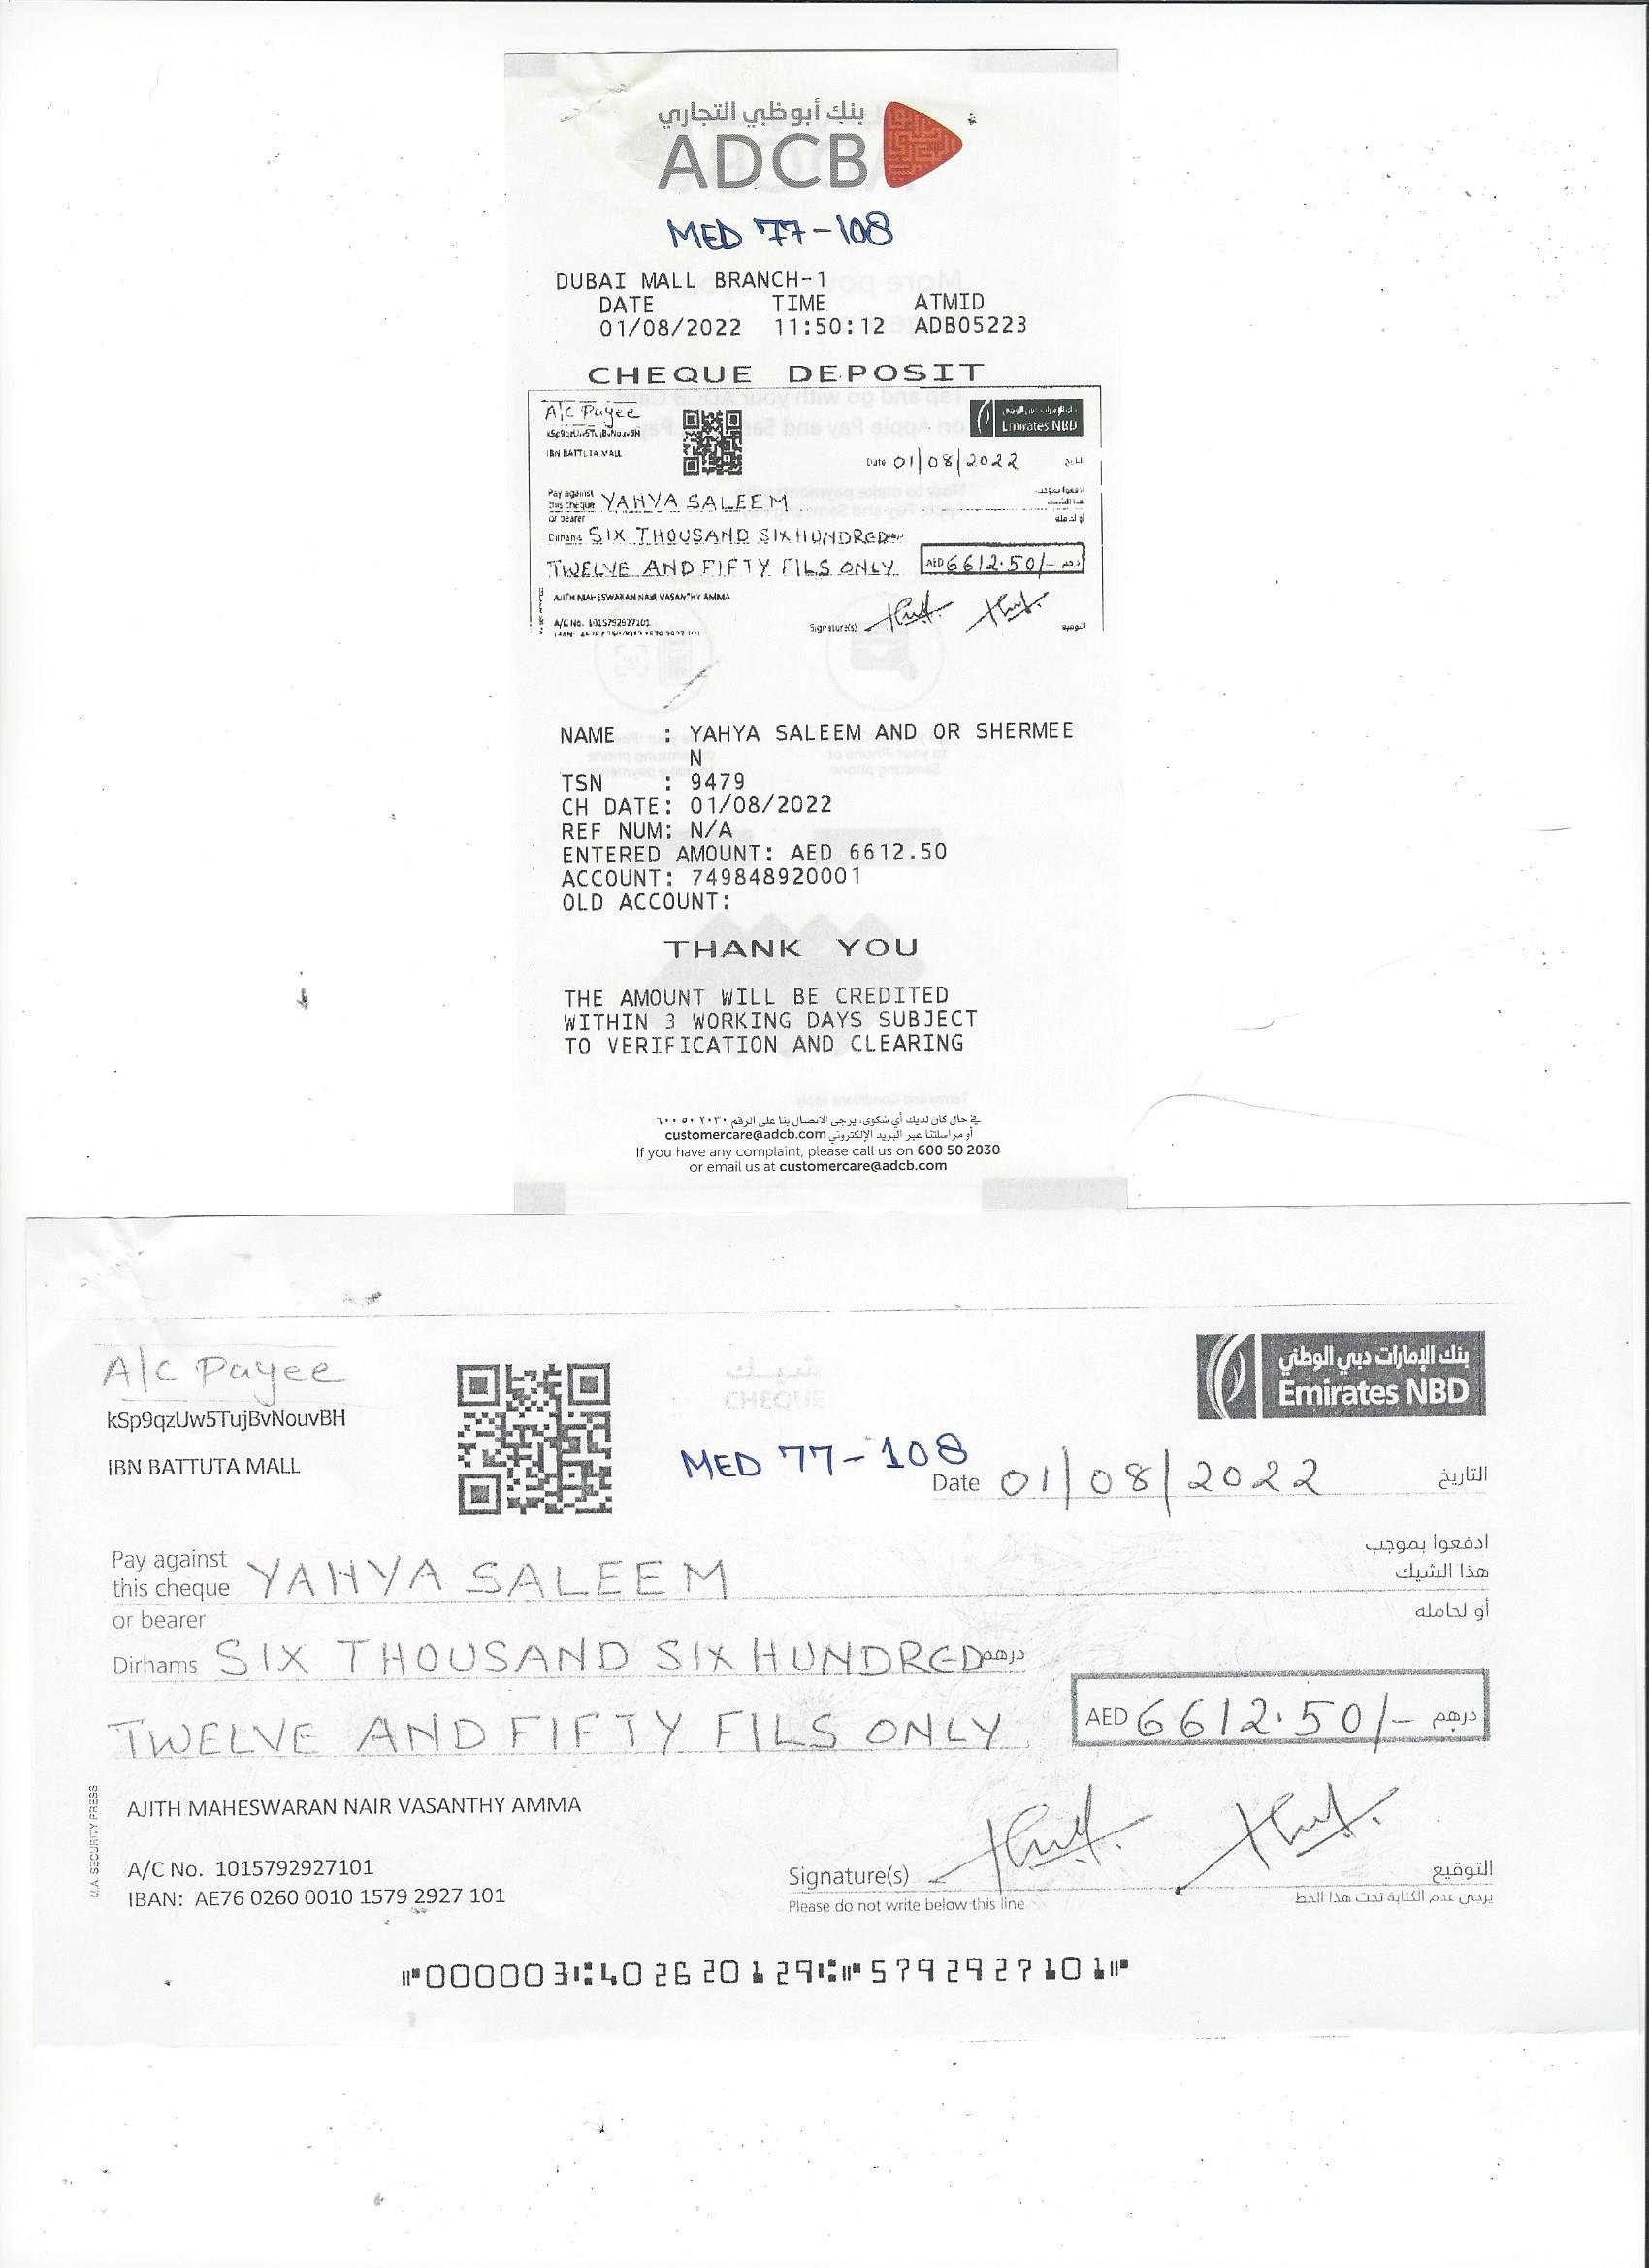 بنك أبوظبي التجاري
ADCB
MED 77-108
DUBAI MALL BRANCH-1
DATE TIME ATMID
01/08/2022 11:50:12 ADB05223
CHEQUE DEPOSIT
A/C Payee
kSp9qzUw5TujBvNouvBH
Emirates NBD
IBN BATTUTA MALL
Date 01/08/2022 التاريخ
Pay against this cheque or bearer YAHYA SALEEM
Dirhams SIX THOUSAND SIX HUNDRED
TWELVE AND FIFTY FILS ONLY AED 6612.50/- درهم
AJITH MAHESWARAN NAIR VASANTHY AMMA
A/C No. 1015792927101
Signature(s) التوقيع
NAME : YAHYA SALEEM AND OR SHERMEE
N
TSN : 9479
CH DATE: 01/08/2022
REF NUM: N/A
ENTERED AMOUNT: AED 6612.50
ACCOUNT: 749848920001
OLD ACCOUNT:
THANK YOU
THE AMOUNT WILL BE CREDITED
WITHIN 3 WORKING DAYS SUBJECT
TO VERIFICATION AND CLEARING
في حال كان لديك أي شكوى، يرجى الاتصال بنا على الرقم ٦٠٠ ٥٠ ٢٠٣٠
أو مراسلتنا عبر البريد الإلكتروني customercare@adcb.com
If you have any complaint, please call us on 600 50 2030
or email us at customercare@adcb.com
A/C Payee
kSp9qzUw5TujBvNouvBH
IBN BATTUTA MALL
بنك الإمارات دبي الوطني
Emirates NBD
MED 77-108
Date 01/08/2022 التاريخ
Pay against ادفعوا بموجب
this cheque YAHYA SALEEM هذا الشيك
or bearer أو لحامله
Dirhams SIX THOUSAND SIX HUNDRED درهم
TWELVE AND FIFTY FILS ONLY AED 6612.50/- درهم
M.A. SECURITY PRESS
AJITH MAHESWARAN NAIR VASANTHY AMMA
A/C No. 1015792927101
IBAN: AE76 0260 0010 1579 2927 101
Signature(s) التوقيع
Please do not write below this line يرجى عدم الكتابة تحت هذا الخط
⑈000003⑆402620129⑆⑈5792927101⑈